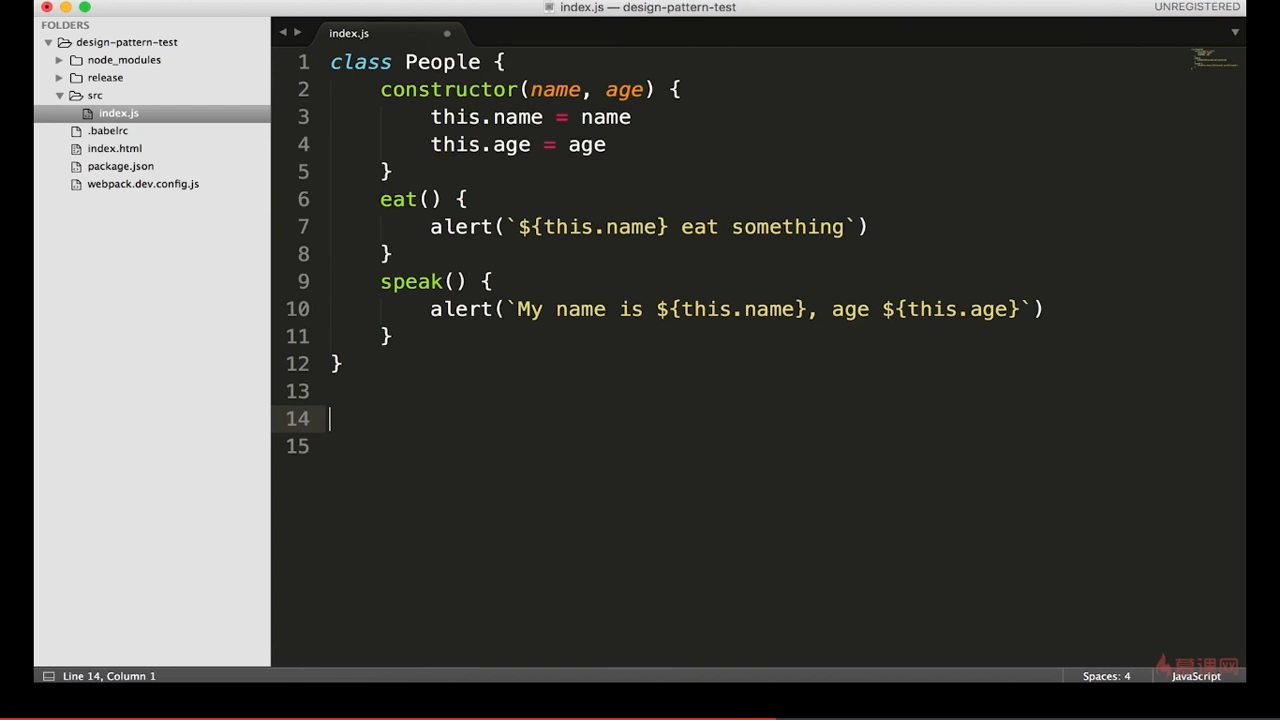 index.js — design-pattern-test
UNREGISTERED
FOLDERS
design-pattern-test
node_modules
release
src
index.js
.babelrc
index.html
package.json
webpack.dev.config.js
index.js
1 class People {
2 constructor(name, age) {
3 this.name = name
4 this.age = age
5 }
6 eat() {
7 alert(`${this.name} eat something`)
8 }
9 speak() {
10 alert(`My name is ${this.name}, age ${this.age}`)
11 }
12 }
13
14
15
慕课网
Line 14, Column 1
Spaces: 4
JavaScript